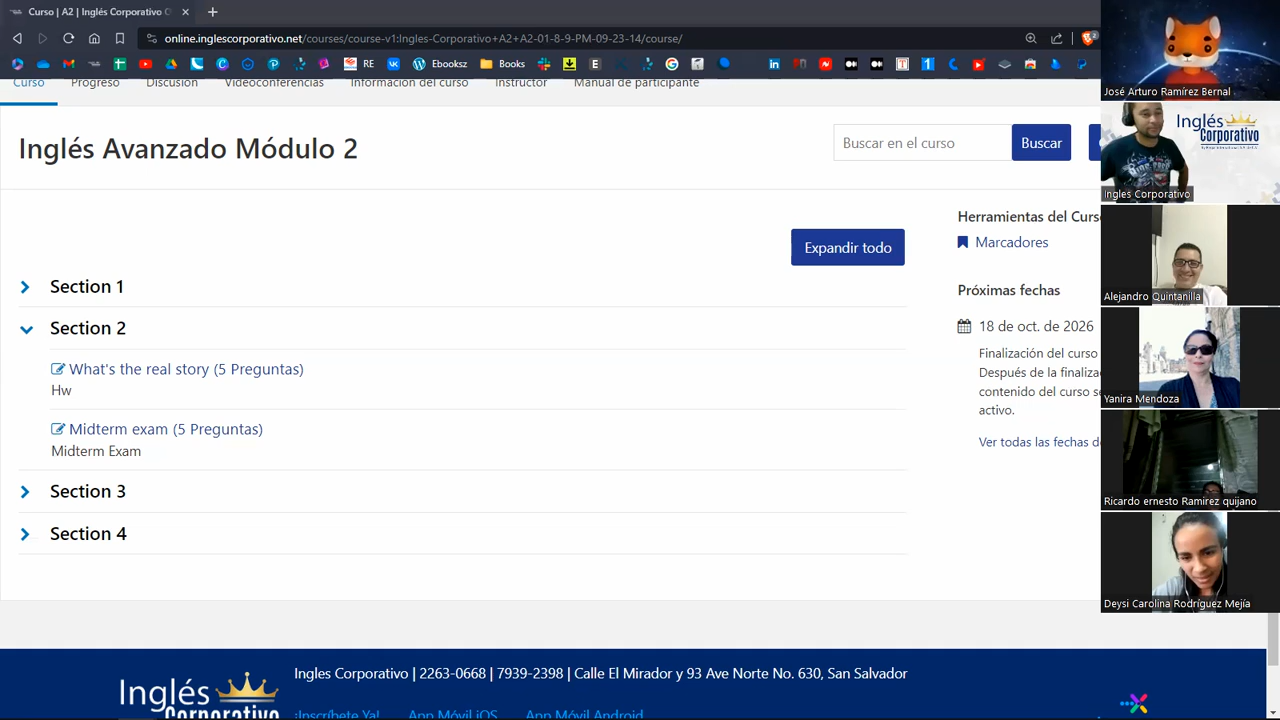 Curso | A2 | Inglés Corporativo
online.inglescorporativo.net/courses/course-v1:Ingles-Corporativo+A2+A2-01-8-9-PM-09-23-14/course/
RE
Ebooksz
Books
Curso
Progreso
Discusión
Videoconferencias
Información del curso
Instructor
Manual de participante
Inglés Avanzado Módulo 2
Buscar en el curso
Buscar
Expandir todo
Section 1
Section 2
What's the real story (5 Preguntas)
Hw
Midterm exam (5 Preguntas)
Midterm Exam
Section 3
Section 4
Herramientas del Curs
Marcadores
Próximas fechas
18 de oct. de 2026
Finalización del curso
Después de la finaliza
contenido del curso s
activo.
Ver todas las fechas d
José Arturo Ramírez Bernal
Inglés
Corporativo
Ingles Corporativo
Alejandro Quintanilla
Yanira Mendoza
Ricardo ernesto Ramirez quijano
Deysi Carolina Rodríguez Mejía
Inglés
Corporativo
Ingles Corporativo | 2263-0668 | 7939-2398 | Calle El Mirador y 93 Ave Norte No. 630, San Salvador
¡Inscríbete Ya!
App Móvil iOS
App Móvil Android